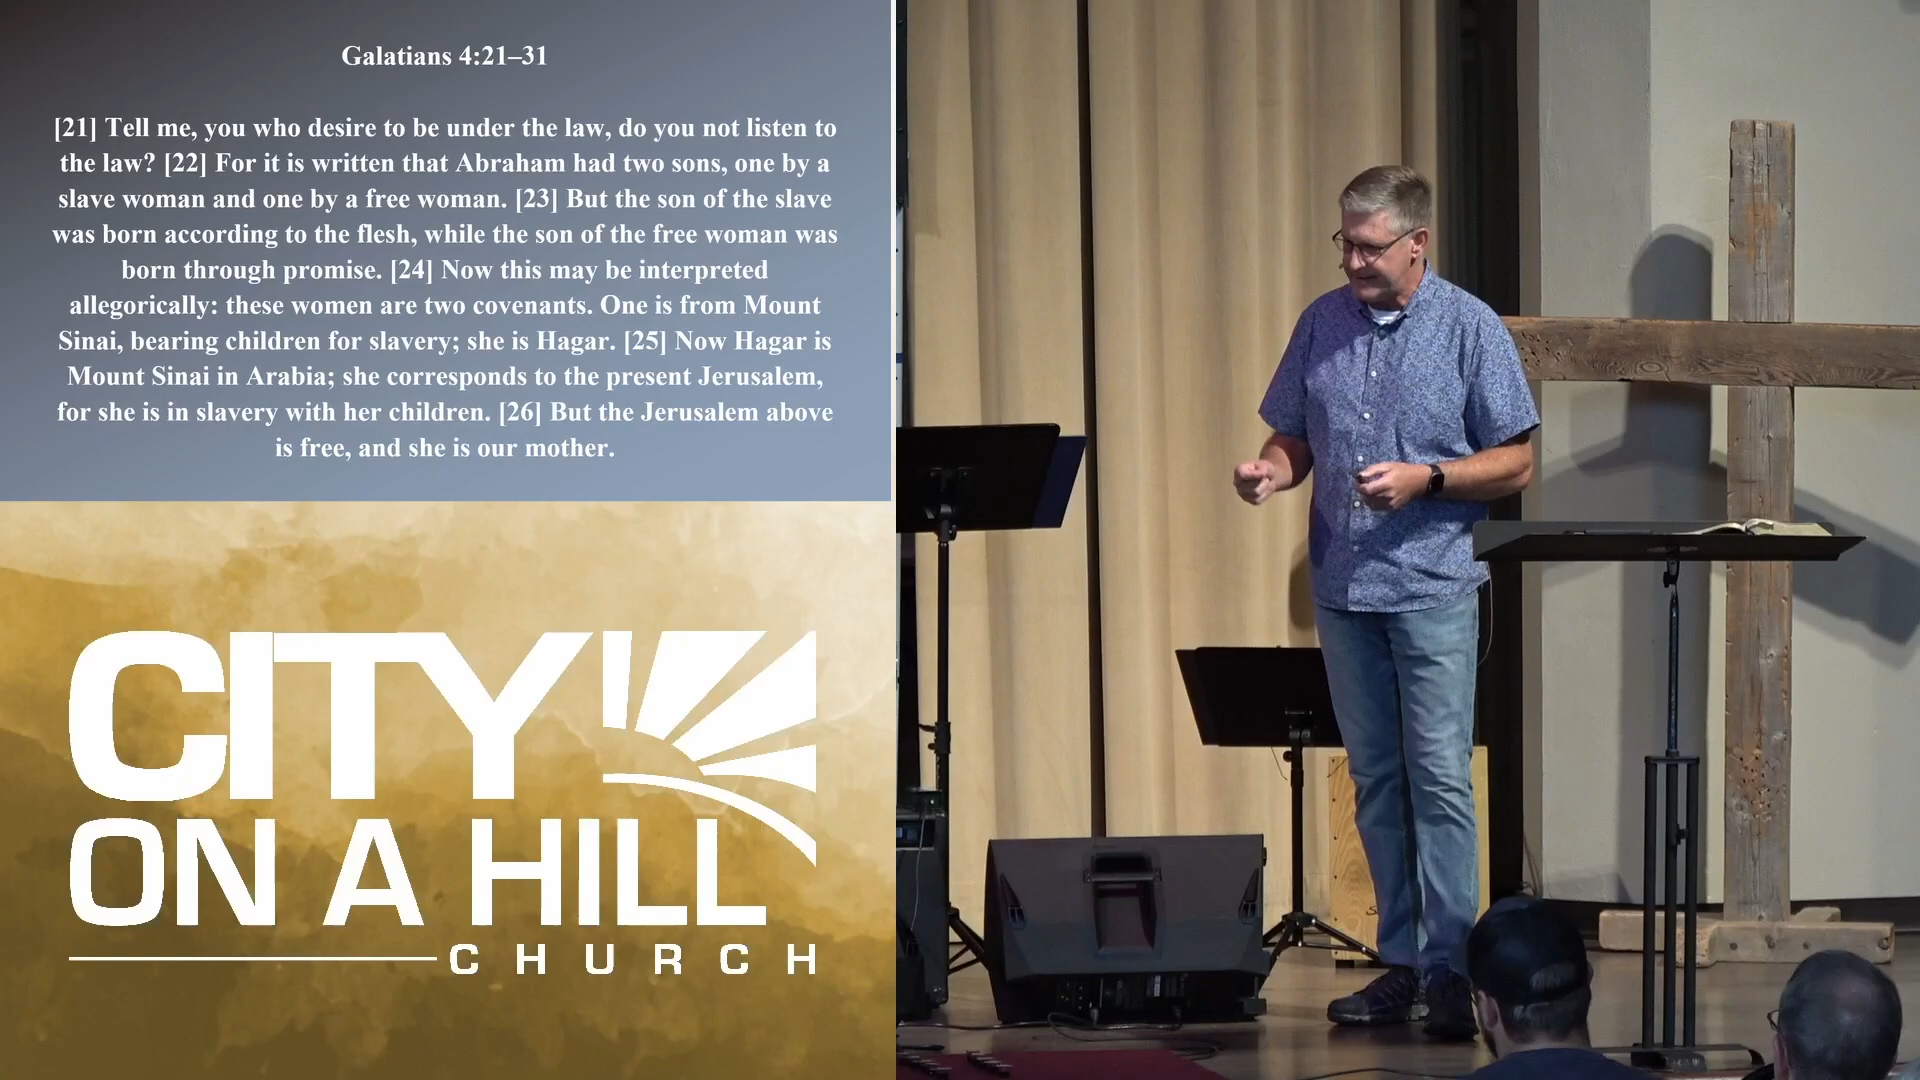 Galatians 4:21–31
[21] Tell me, you who desire to be under the law, do you not listen to
the law? [22] For it is written that Abraham had two sons, one by a
slave woman and one by a free woman. [23] But the son of the slave
was born according to the flesh, while the son of the free woman was
born through promise. [24] Now this may be interpreted
allegorically: these women are two covenants. One is from Mount
Sinai, bearing children for slavery; she is Hagar. [25] Now Hagar is
Mount Sinai in Arabia; she corresponds to the present Jerusalem,
for she is in slavery with her children. [26] But the Jerusalem above
is free, and she is our mother.
CITY
ON A HILL
CHURCH